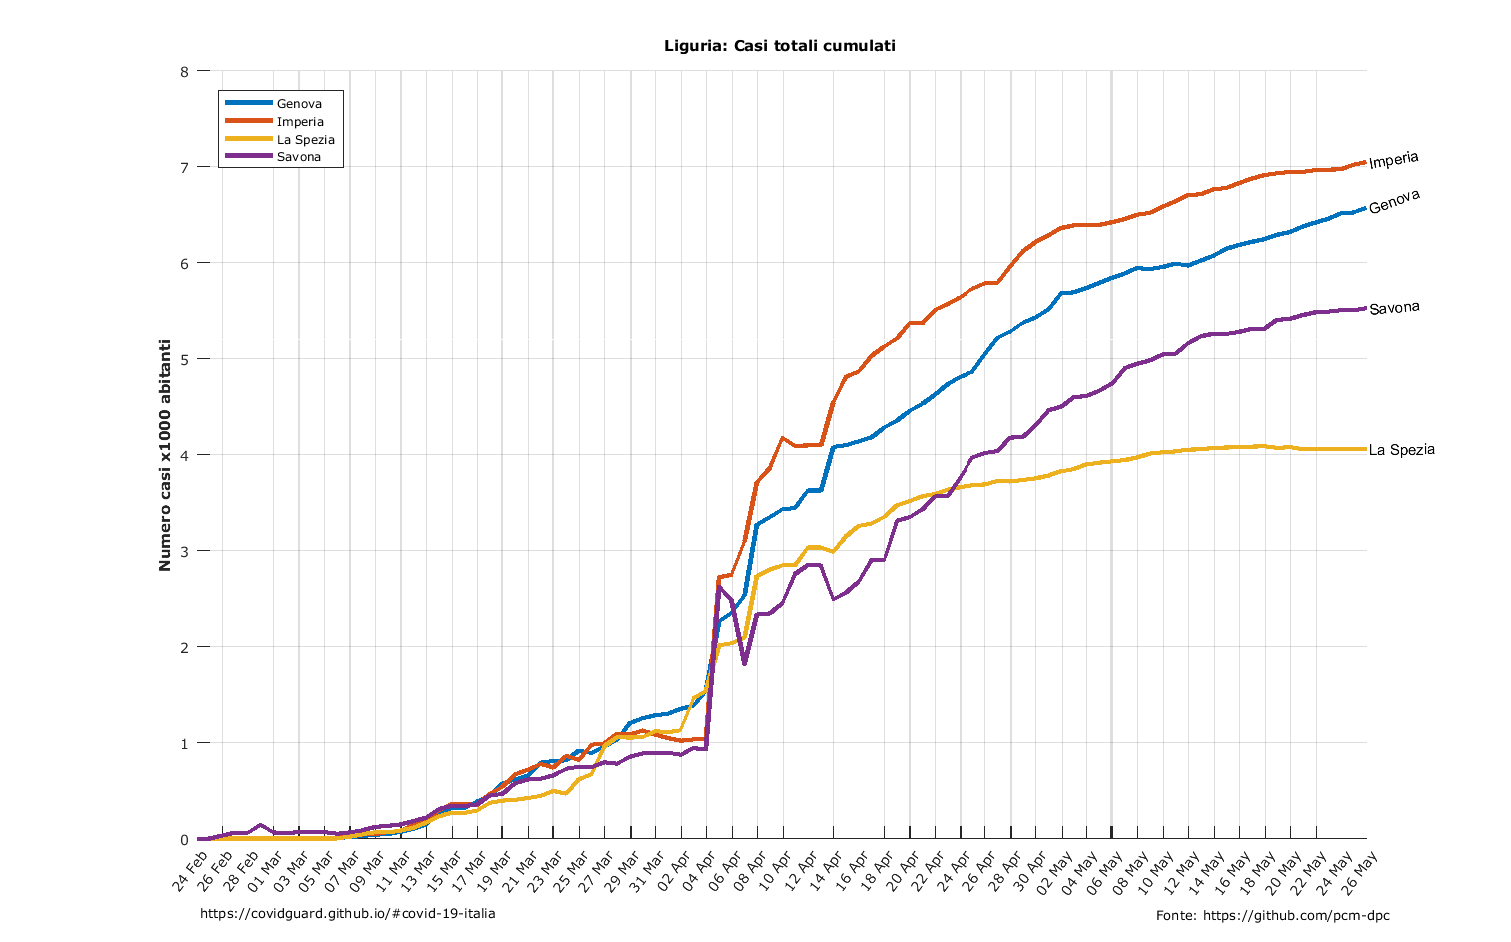 Liguria: Casi totali cumulati
Genova
Imperia
La Spezia
Savona
Numero casi x1000 abitanti
8
7
6
5
4
3
2
1
0
Imperia
Genova
Savona
La Spezia
24 Feb
26 Feb
28 Feb
01 Mar
03 Mar
05 Mar
07 Mar
09 Mar
11 Mar
13 Mar
15 Mar
17 Mar
19 Mar
21 Mar
23 Mar
25 Mar
27 Mar
29 Mar
31 Mar
02 Apr
04 Apr
06 Apr
08 Apr
10 Apr
12 Apr
14 Apr
16 Apr
18 Apr
20 Apr
22 Apr
24 Apr
26 Apr
28 Apr
30 Apr
02 May
04 May
06 May
08 May
10 May
12 May
14 May
16 May
18 May
20 May
22 May
24 May
26 May
https://covidguard.github.io/#covid-19-italia
Fonte: https://github.com/pcm-dpc